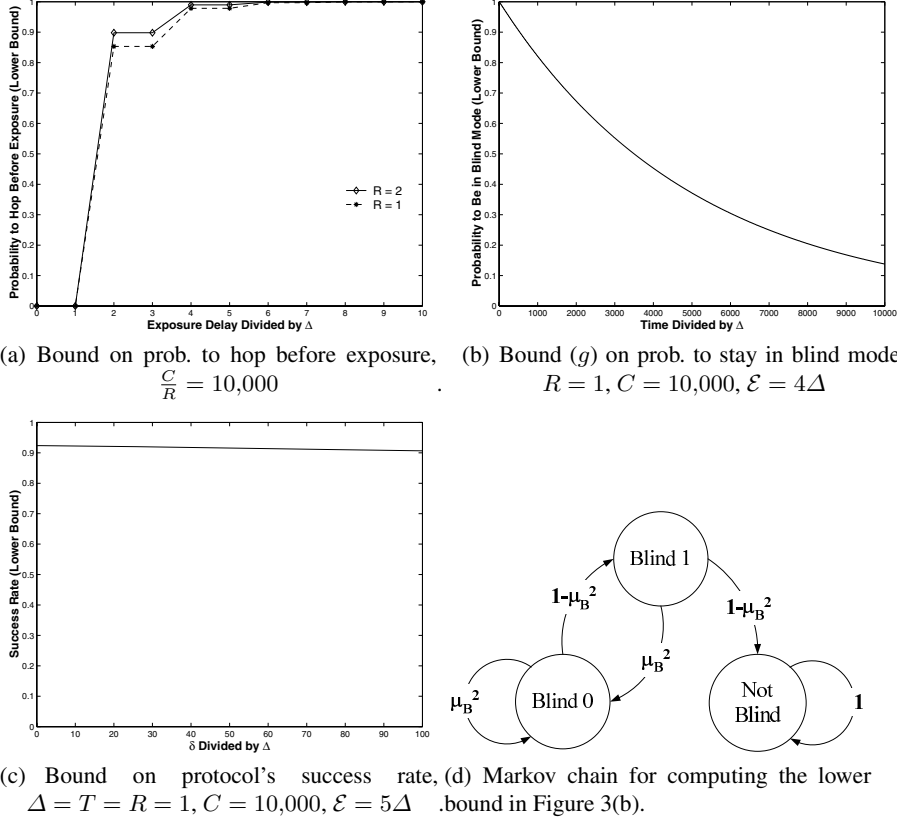 Probability to Hop Before Exposure (Lower Bound)
1
0.9
0.8
0.7
0.6
0.5
0.4
0.3
0.2
0.1
0
R = 2
R = 1
0 1 2 3 4 5 6 7 8 9 10
Exposure Delay Divided by Δ
(a) Bound on prob. to hop before exposure,
C/R = 10,000 .
Probability to Be in Blind Mode (Lower Bound)
1
0.9
0.8
0.7
0.6
0.5
0.4
0.3
0.2
0.1
0
0 1000 2000 3000 4000 5000 6000 7000 8000 9000 10000
Time Divided by Δ
(b) Bound (g) on prob. to stay in blind mode
R = 1, C = 10,000, ℰ = 4Δ
Success Rate (Lower Bound)
1
0.9
0.8
0.7
0.6
0.5
0.4
0.3
0.2
0.1
0
0 10 20 30 40 50 60 70 80 90 100
δ Divided by Δ
(c) Bound on protocol's success rate,
Δ = T = R = 1, C = 10,000, ℰ = 5Δ
Blind 1
1-μ_B²
1-μ_B²
μ_B²
μ_B²
Blind 0
Not
Blind
1
(d) Markov chain for computing the lower
.bound in Figure 3(b).